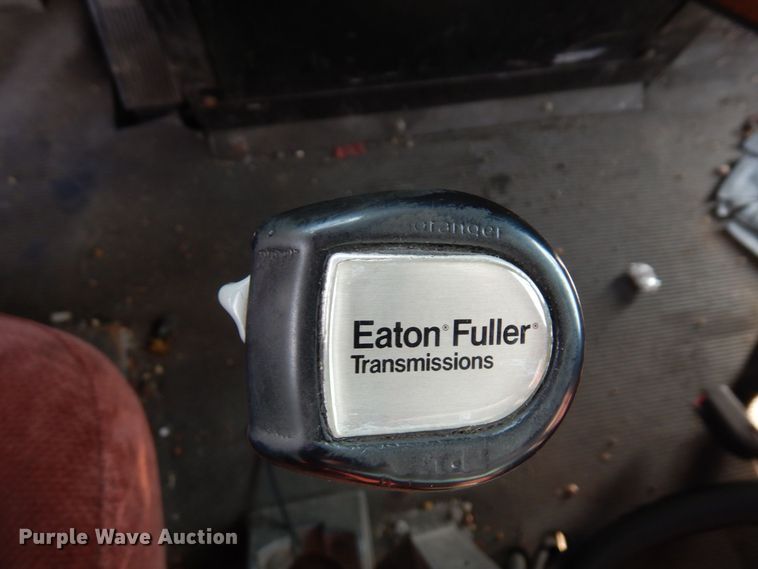 Eaton® Fuller®
Transmissions
Purple Wave Auction